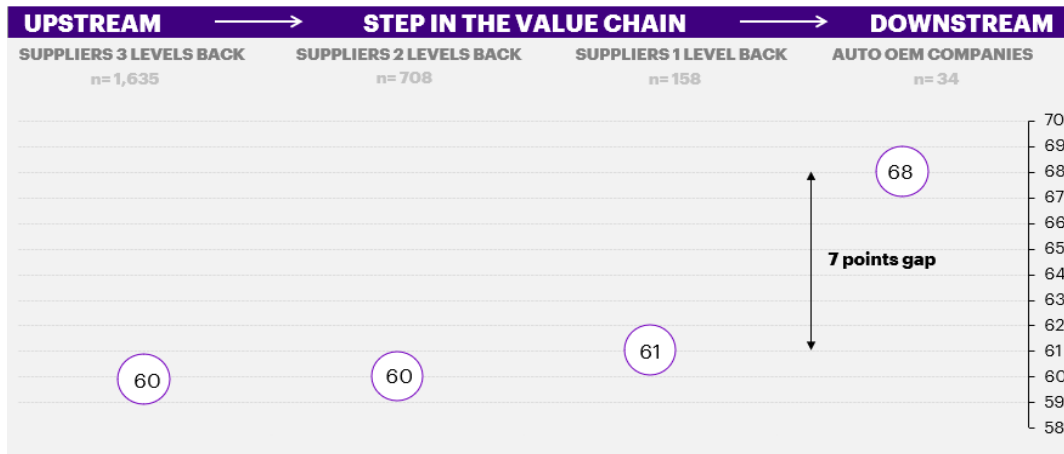 UPSTREAM → STEP IN THE VALUE CHAIN → DOWNSTREAM
SUPPLIERS 3 LEVELS BACK SUPPLIERS 2 LEVELS BACK SUPPLIERS 1 LEVEL BACK AUTO OEM COMPANIES
n= 1,635 n= 708 n= 158 n= 34
70
69
68 68
67
66
65
7 points gap
64
63
62
61 61
60 60 60
59
58